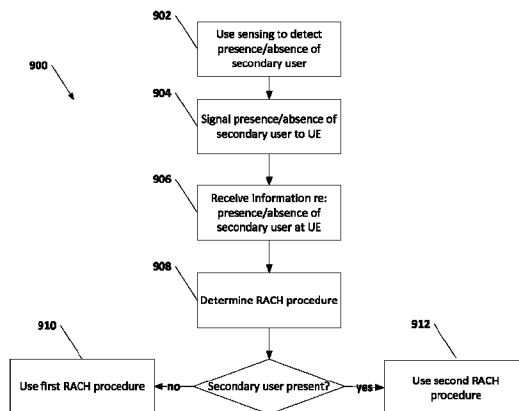 902
Use sensing to detect
presence/absence of
secondary user
900
904
Signal presence/absence of
secondary user to UE
906
Receive information re:
presence/absence of
secondary user at UE
908
Determine RACH procedure
910
912
Use first RACH procedure
no
Secondary user present?
yes
Use second RACH
procedure